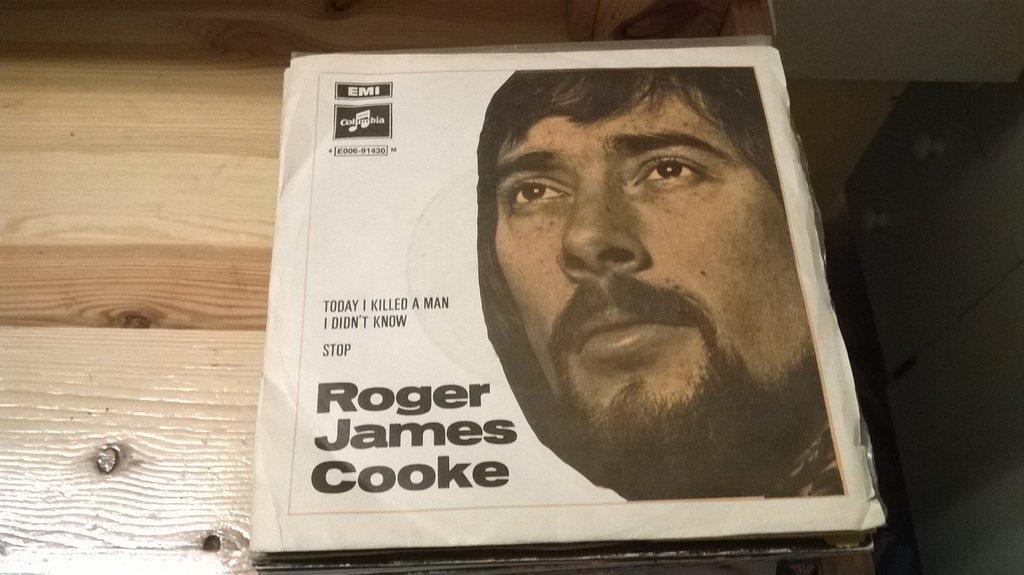 EMI
Columbia
4 E006-91430 M
TODAY I KILLED A MAN
I DIDN'T KNOW
STOP
Roger
James
Cooke